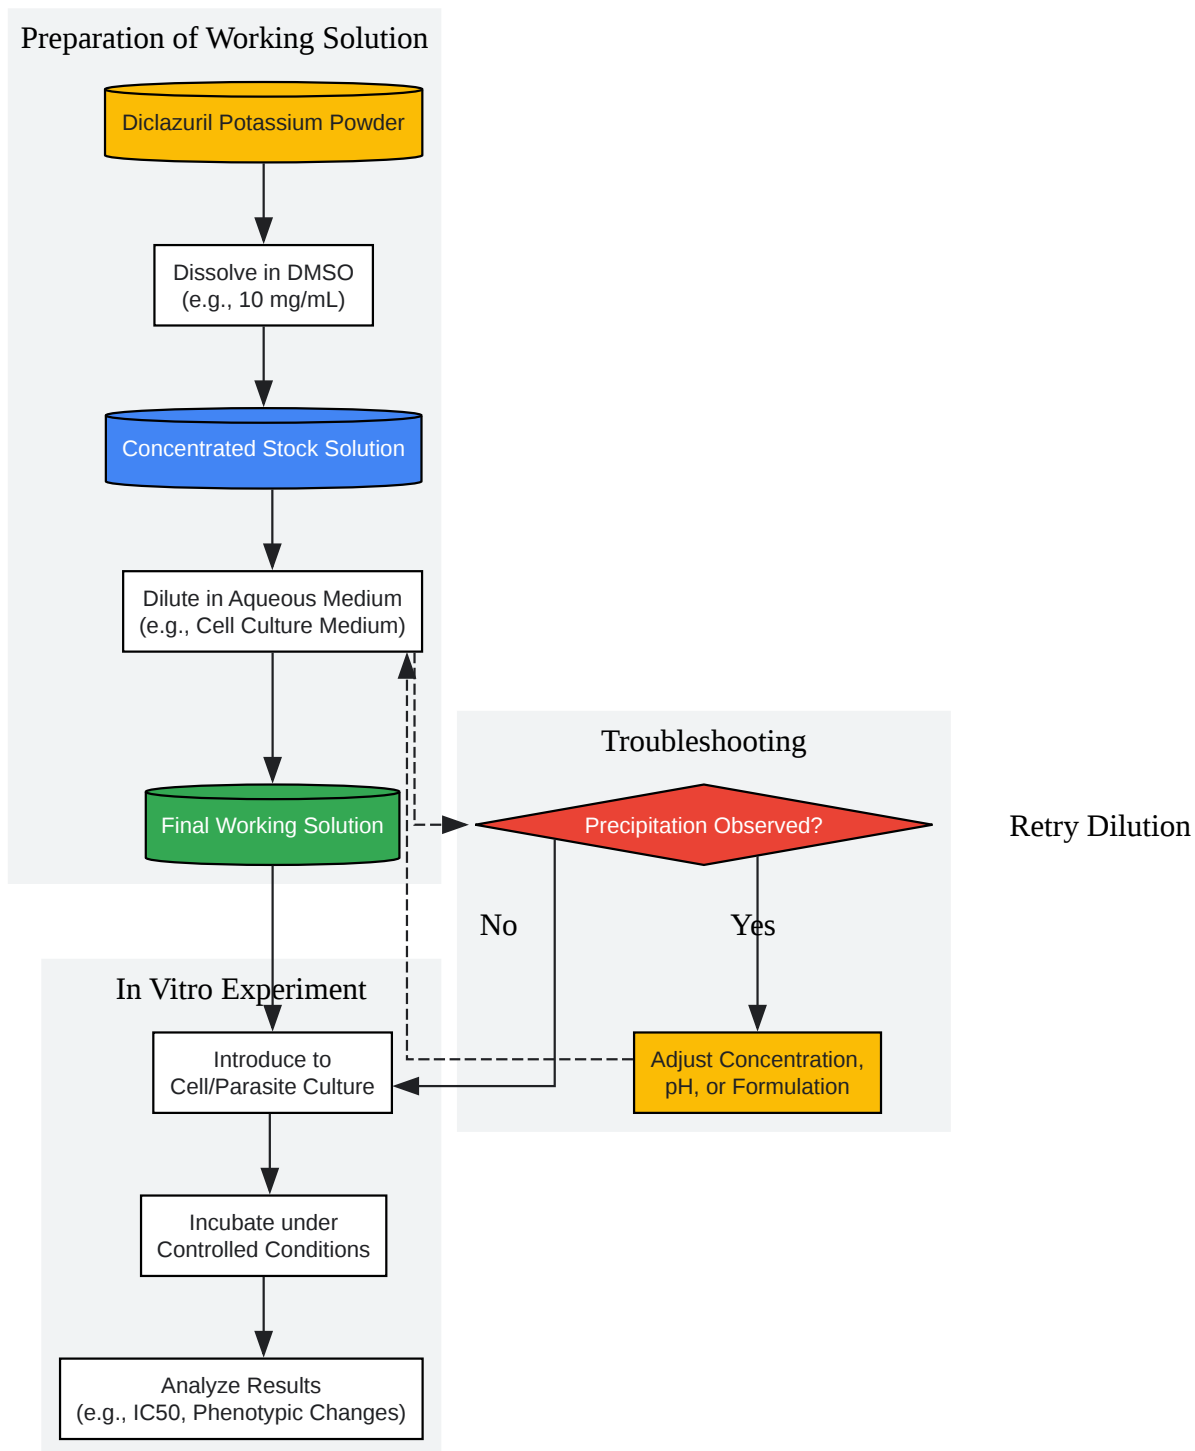 Preparation of Working Solution
Diclazuril Potassium Powder
Dissolve in DMSO
(e.g., 10 mg/mL)
Concentrated Stock Solution
Dilute in Aqueous Medium
(e.g., Cell Culture Medium)
Final Working Solution
Troubleshooting
Precipitation Observed?
Retry Dilution
No
Yes
Adjust Concentration,
pH, or Formulation
In Vitro Experiment
Introduce to
Cell/Parasite Culture
Incubate under
Controlled Conditions
Analyze Results
(e.g., IC50, Phenotypic Changes)